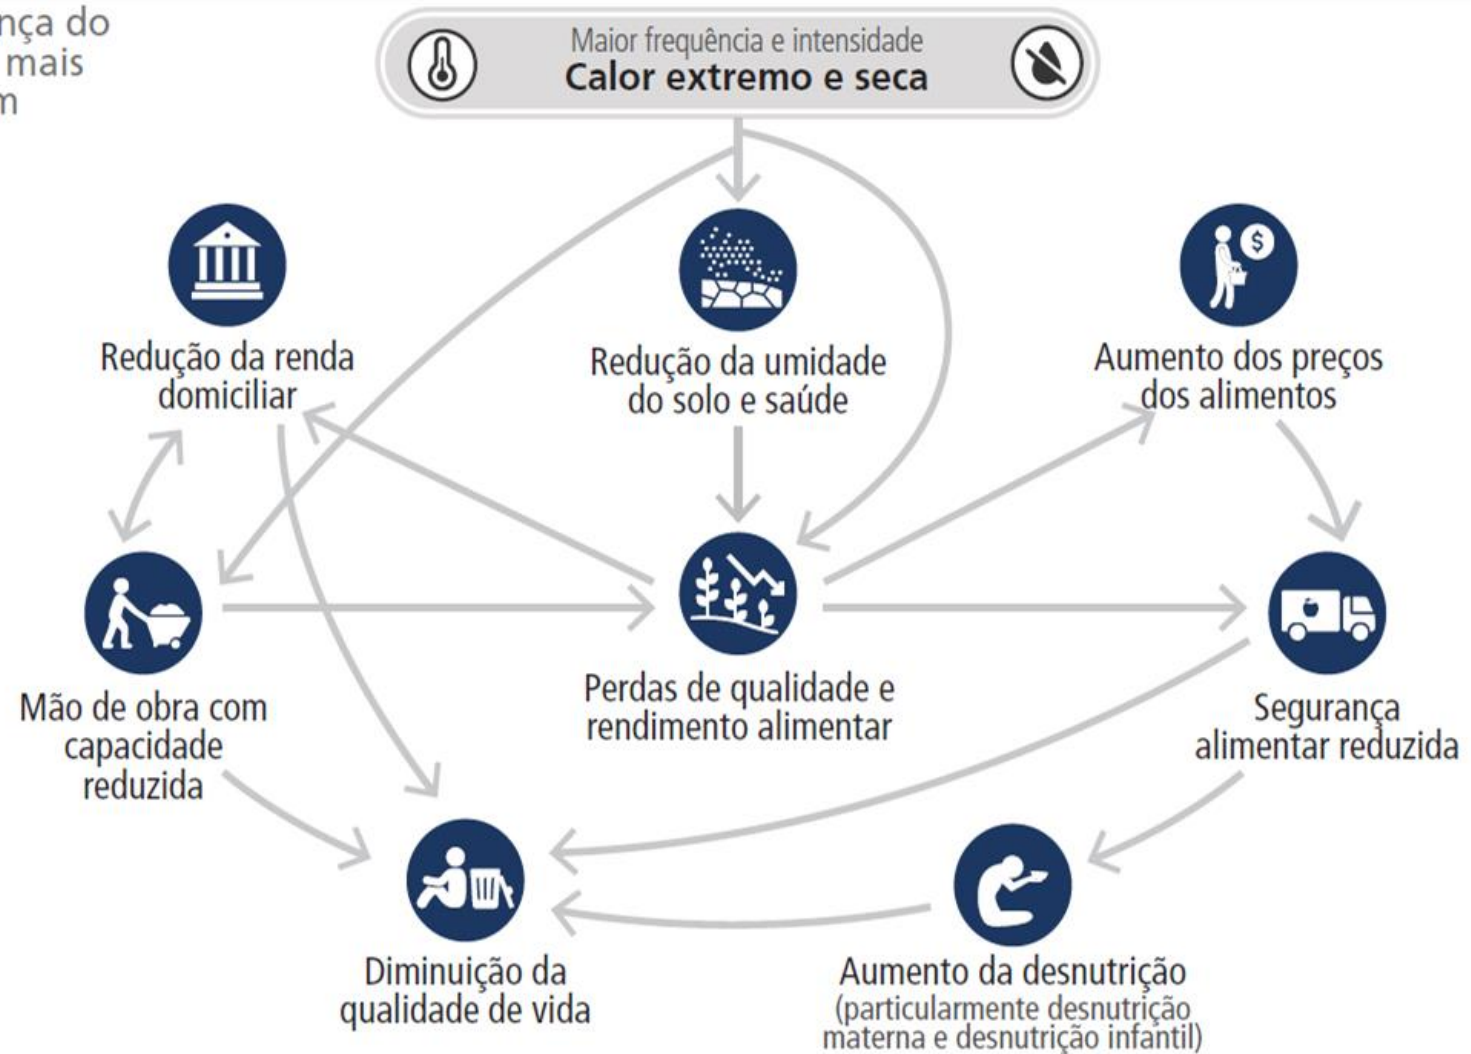 do
mais
Maior frequência e intensidade
Calor extremo e seca
$
Redução da renda
domiciliar
Redução da umidade
do solo e saúde
Aumento dos preços
dos alimentos
Mão de obra com
capacidade
reduzida
Perdas de qualidade e
rendimento alimentar
Segurança
alimentar reduzida
Diminuição da
qualidade de vida
Aumento da desnutrição
(particularmente desnutrição
materna e desnutrição infantil)